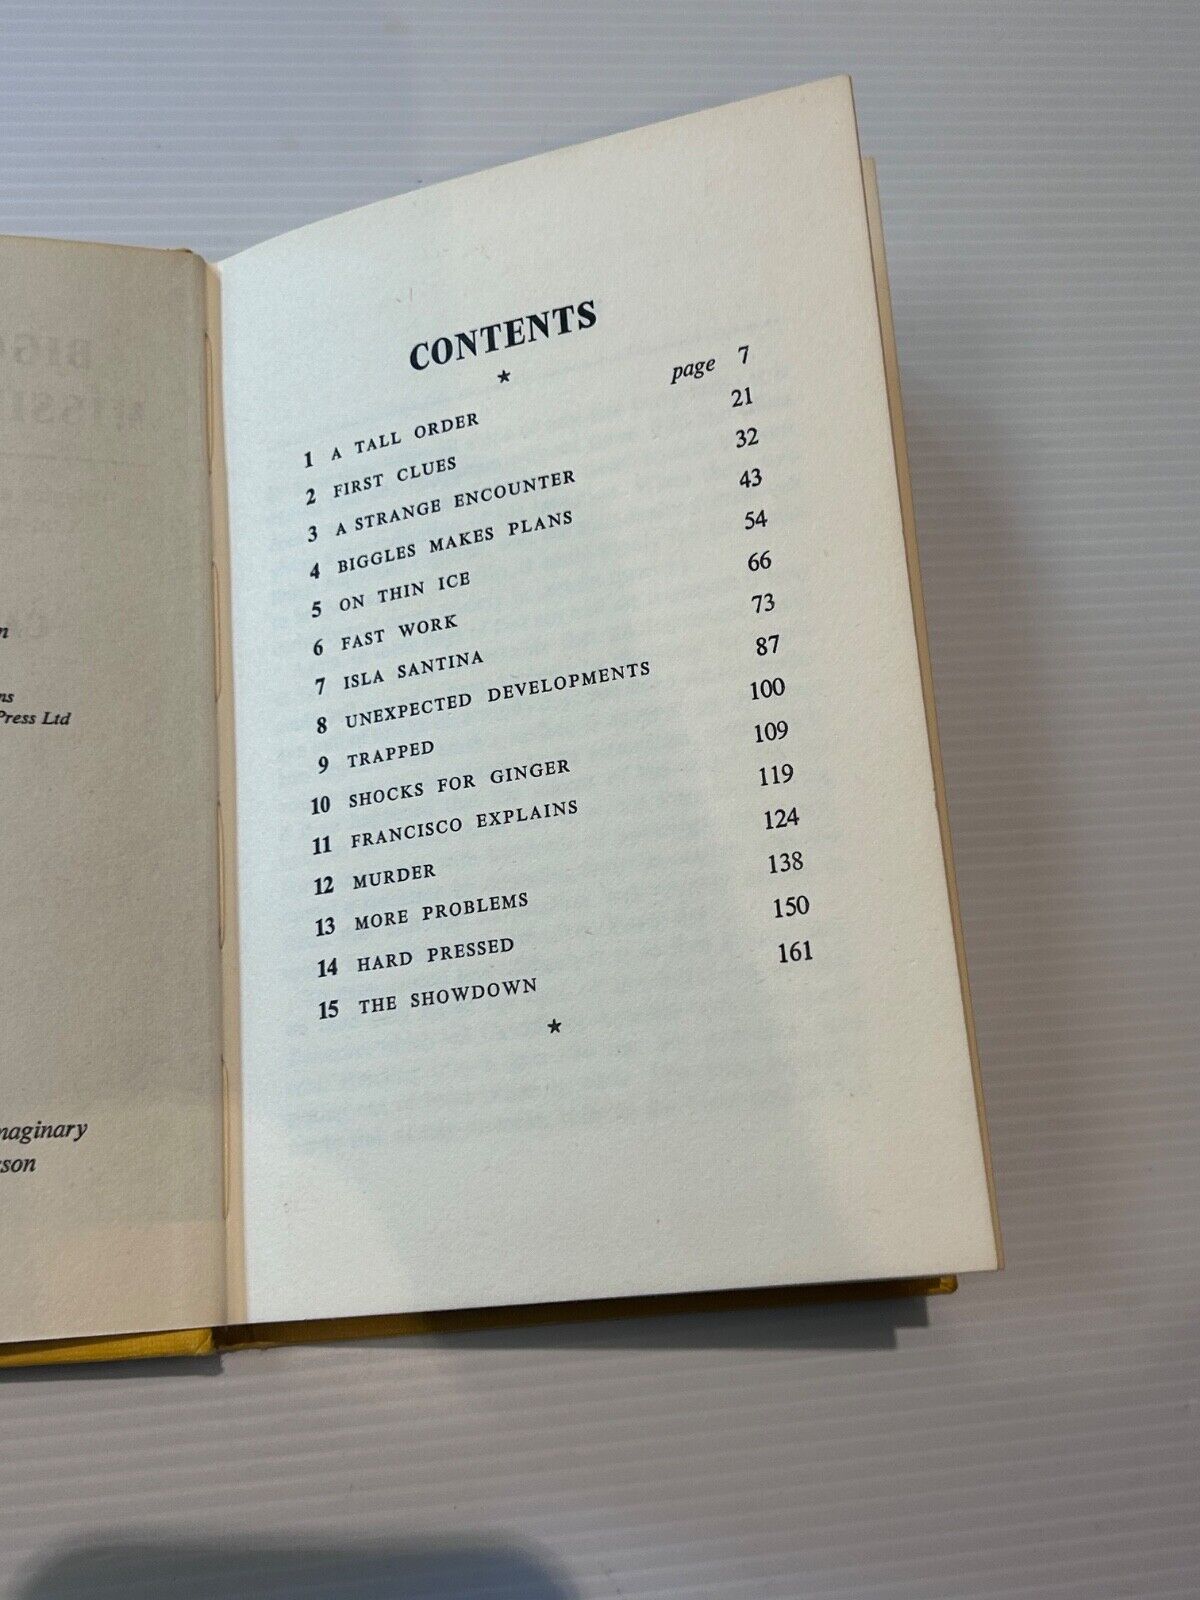 n
ns
Press Ltd
maginary
sson
CONTENTS
★
1 A TALL ORDER page 7
2 FIRST CLUES 21
3 A STRANGE ENCOUNTER 32
4 BIGGLES MAKES PLANS 43
5 ON THIN ICE 54
6 FAST WORK 66
7 ISLA SANTINA 73
8 UNEXPECTED DEVELOPMENTS 87
9 TRAPPED 100
10 SHOCKS FOR GINGER 109
11 FRANCISCO EXPLAINS 119
12 MURDER 124
13 MORE PROBLEMS 138
14 HARD PRESSED 150
15 THE SHOWDOWN 161
★